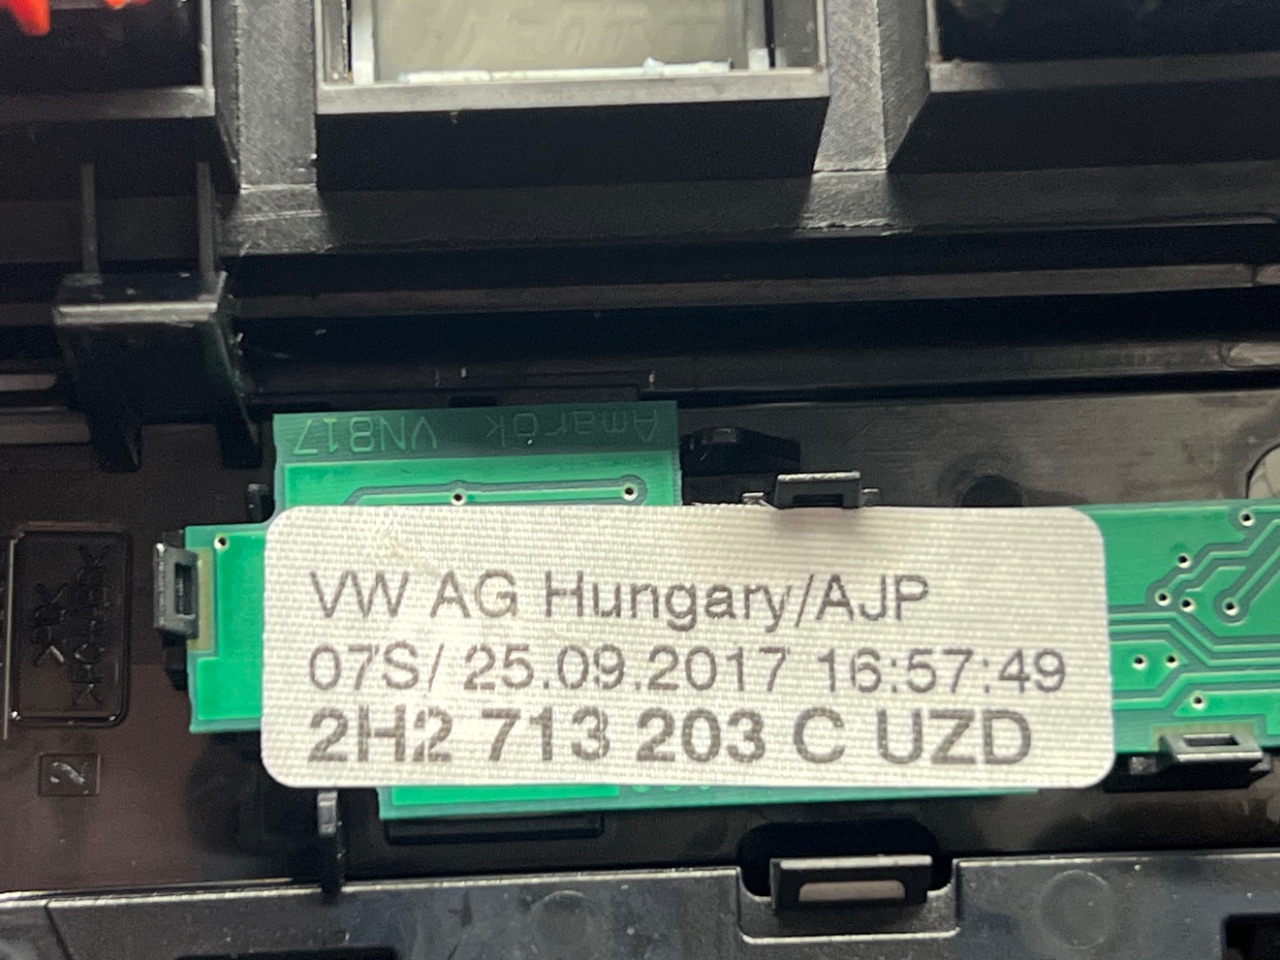 Amarok VN817
VW AG Hungary/AJP
07S/ 25.09.2017 16:57:49
2H2 713 203 C UZD